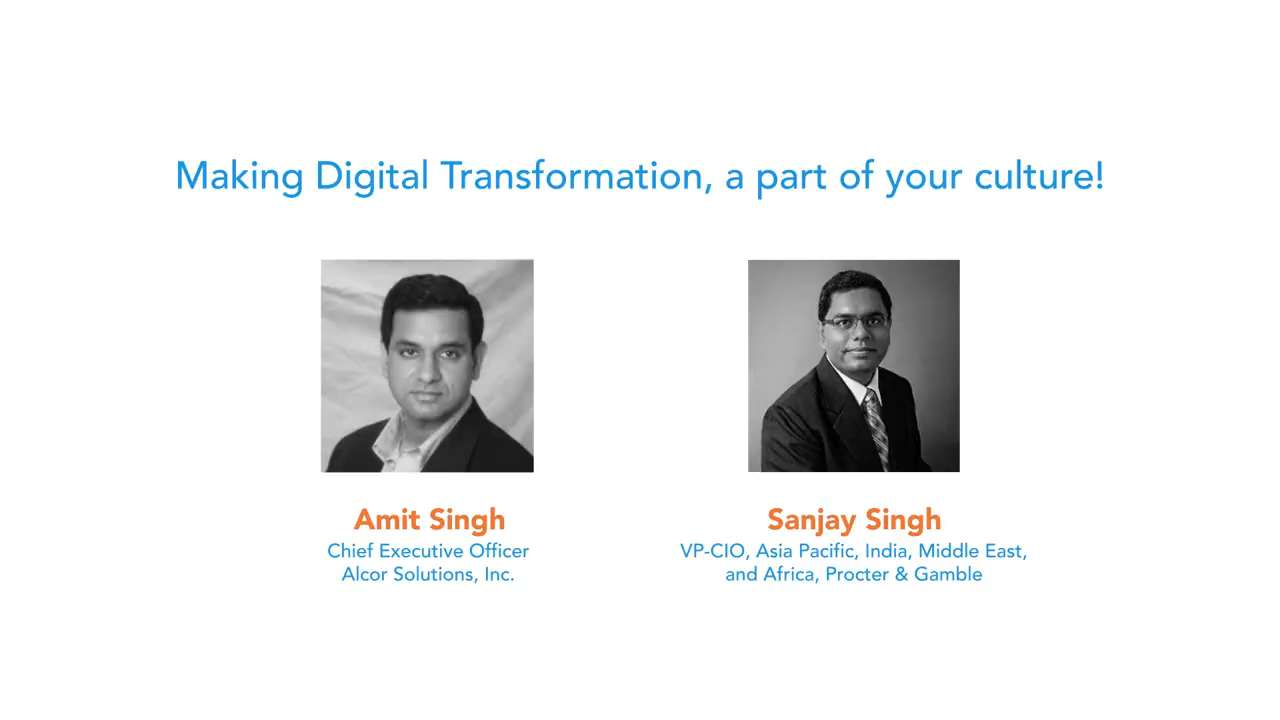 Making Digital Transformation, a part of your culture!
Amit Singh
Chief Executive Officer
Alcor Solutions, Inc.
Sanjay Singh
VP-CIO, Asia Pacific, India, Middle East,
and Africa, Procter & Gamble